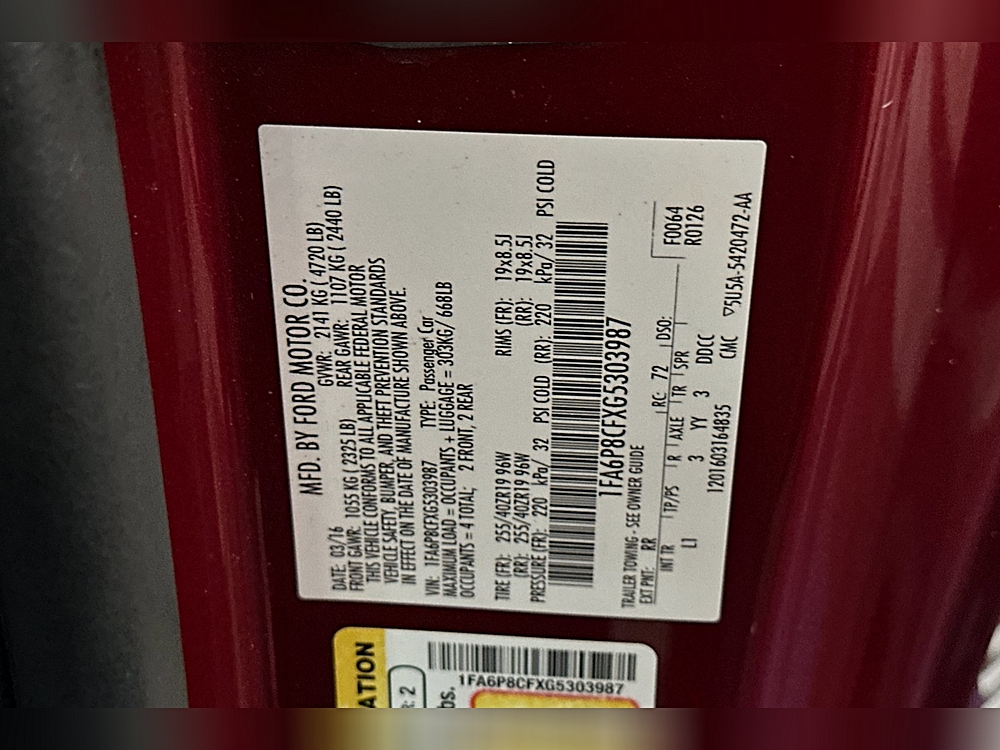 MFD. BY FORD MOTOR CO.
DATE: 03/16 GVWR: 2141 KG ( 4720 LB)
FRONT GAWR: 1055 KG ( 2325 LB) REAR GAWR: 1107 KG ( 2440 LB)
THIS VEHICLE CONFORMS TO ALL APPLICABLE FEDERAL MOTOR
VEHICLE SAFETY, BUMPER, AND THEFT PREVENTION STANDARDS
IN EFFECT ON THE DATE OF MANUFACTURE SHOWN ABOVE.
VIN: 1FA6P8CFXG5303987 TYPE: Passenger Car
MAXIMUM LOAD = OCCUPANTS + LUGGAGE = 303KG/ 668LB
OCCUPANTS = 4 TOTAL; 2 FRONT, 2 REAR
TIRE (FR): 255/40ZR19 96W RIMS (FR): 19x8.5J
(RR): 255/40ZR19 96W (RR): 19x8.5J
PRESSURE (FR): 220 kPa/ 32 PSI COLD (RR): 220 kPa/ 32 PSI COLD
1FA6P8CFXG5303987
TRAILER TOWING - SEE OWNER GUIDE
EXT PNT: RR RC: 72 DSO: F0064
INT TR TP/PS R AXLE TR SPR R0126
L1 3 YY 3 DDCC
1201603164835 CMC ▽5U5A-5420472-AA
ATION
R: 2
bs.
1FA6P8CFXG5303987